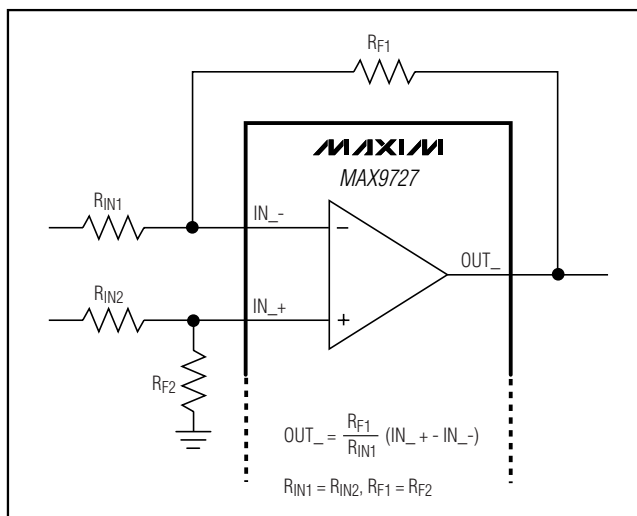 RF1
MAXIM
MAX9727
RIN1
IN_-
−
OUT_
RIN2
IN_+
+
RF2
OUT_ = RF1/RIN1 (IN_ + - IN_-)
RIN1 = RIN2, RF1 = RF2